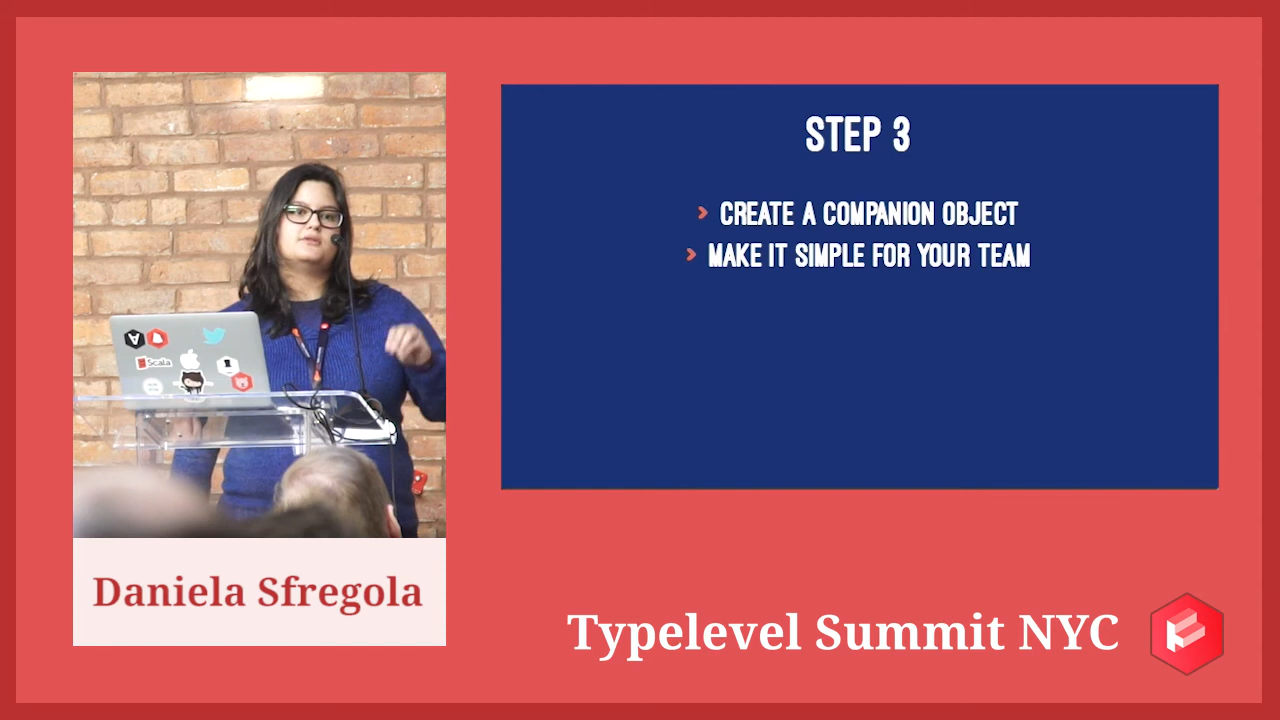 STEP 3
CREATE A COMPANION OBJECT
MAKE IT SIMPLE FOR YOUR TEAM
Scala
Daniela Sfregola
Typelevel Summit NYC